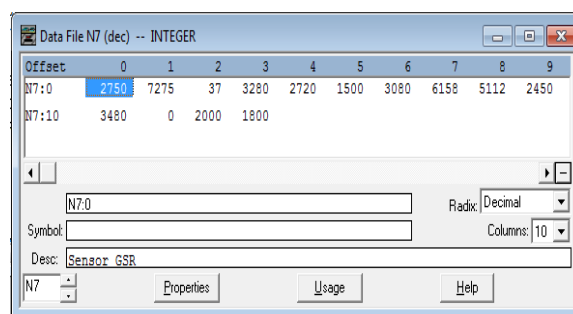 Data File N7 (dec) -- INTEGER
Offset 0 1 2 3 4 5 6 7 8 9
N7:0 2750 7275 37 3280 2720 1500 3080 6158 5112 2450
N7:10 3480 0 2000 1800
N7:0
Radix: Decimal
Symbol:
Columns: 10
Desc: Sensor GSR
N7 Properties Usage Help